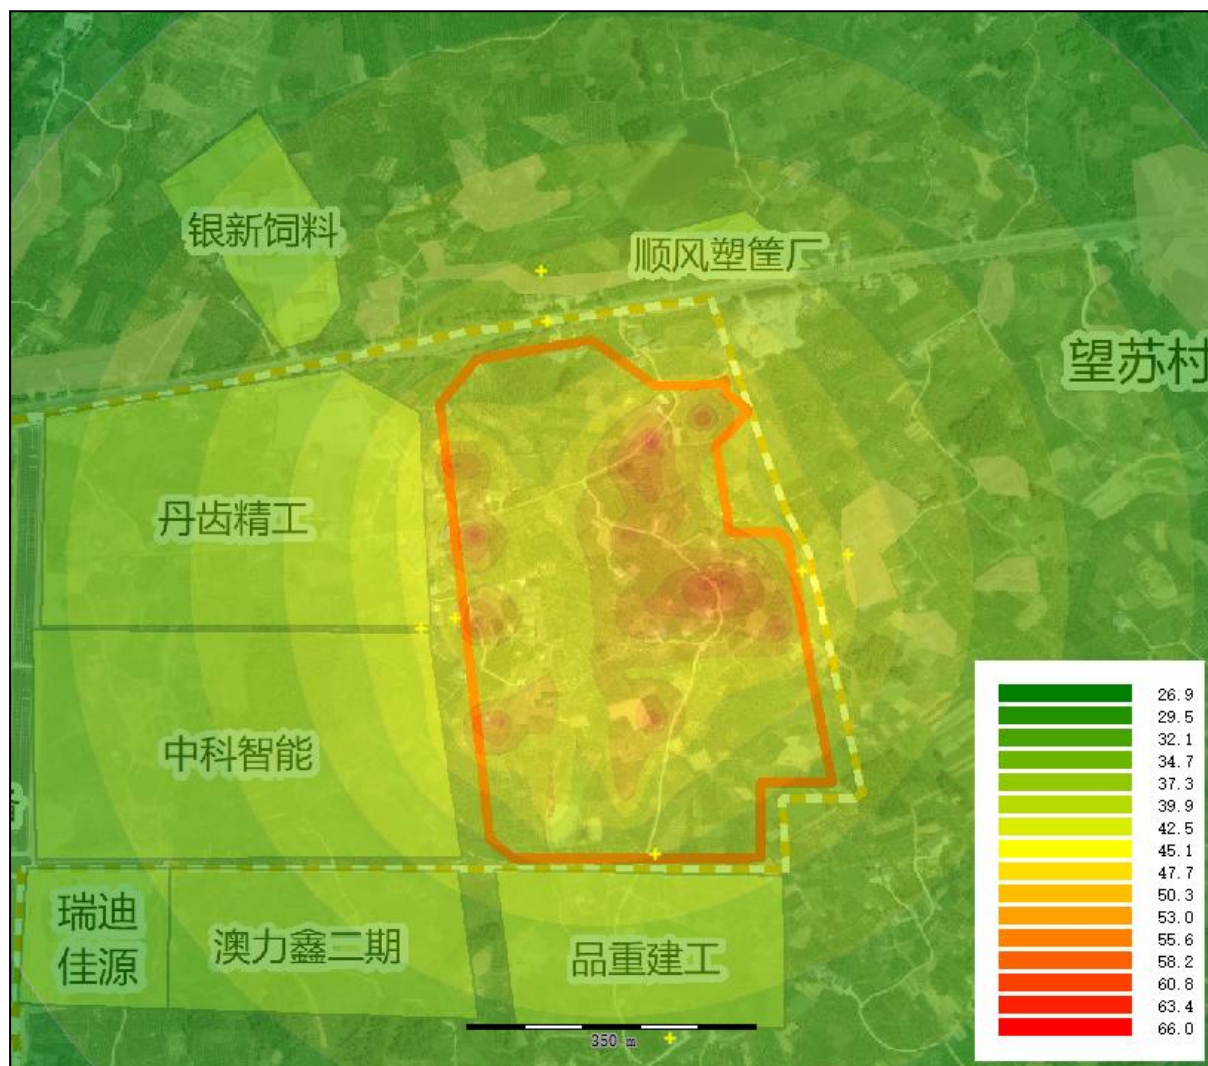 银新饲料
顺风塑筐厂
望苏村
丹齿精工
中科智能
瑞迪
佳源
澳力鑫二期
品重建工
350 m
26.9
29.5
32.1
34.7
37.3
39.9
42.5
45.1
47.7
50.3
53.0
55.6
58.2
60.8
63.4
66.0